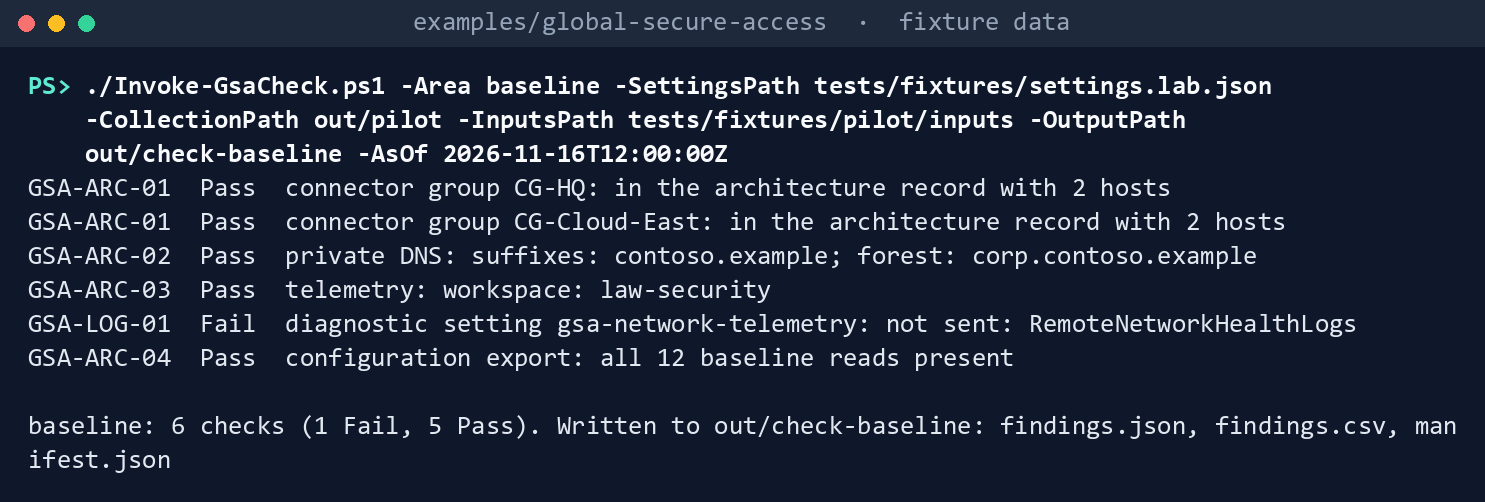 examples/global-secure-access  ·  fixture data
PS> ./Invoke-GsaCheck.ps1 -Area baseline -SettingsPath tests/fixtures/settings.lab.json
    -CollectionPath out/pilot -InputsPath tests/fixtures/pilot/inputs -OutputPath
    out/check-baseline -AsOf 2026-11-16T12:00:00Z
GSA-ARC-01  Pass  connector group CG-HQ: in the architecture record with 2 hosts
GSA-ARC-01  Pass  connector group CG-Cloud-East: in the architecture record with 2 hosts
GSA-ARC-02  Pass  private DNS: suffixes: contoso.example; forest: corp.contoso.example
GSA-ARC-03  Pass  telemetry: workspace: law-security
GSA-LOG-01  Fail  diagnostic setting gsa-network-telemetry: not sent: RemoteNetworkHealthLogs
GSA-ARC-04  Pass  configuration export: all 12 baseline reads present
baseline: 6 checks (1 Fail, 5 Pass). Written to out/check-baseline: findings.json, findings.csv, man
ifest.json